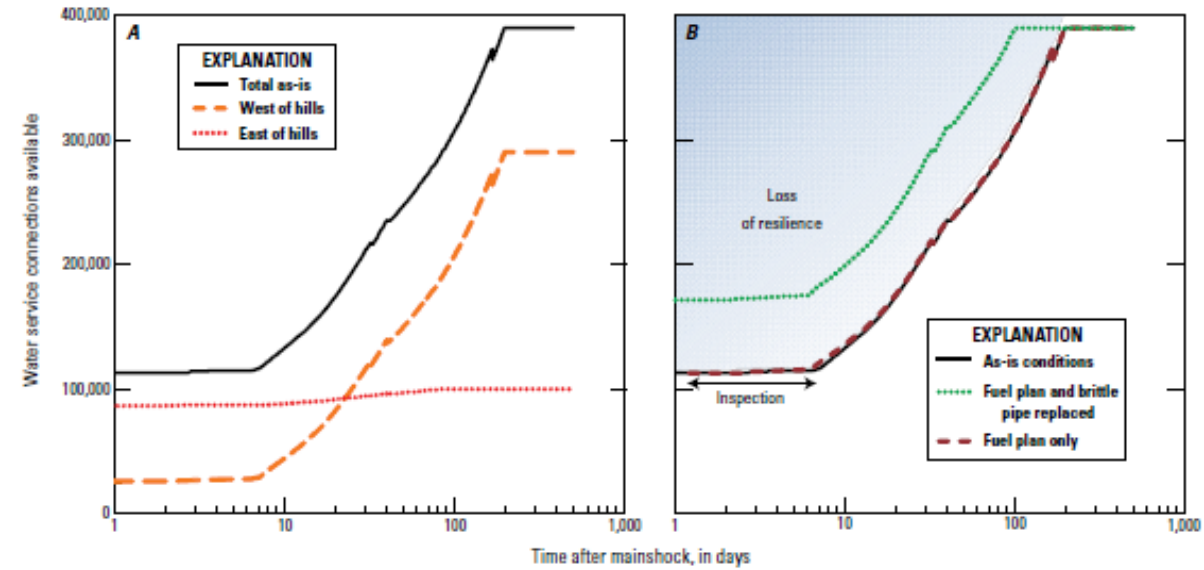 Water service connections available
400,000
300,000
200,000
100,000
0
A
EXPLANATION
Total as-is
West of hills
East of hills
1
10
100
1,000
B
Loss
of resilience
Inspection
EXPLANATION
As-is conditions
Fuel plan and brittle
pipe replaced
Fuel plan only
1
10
100
1,000
Time after mainshock, in days